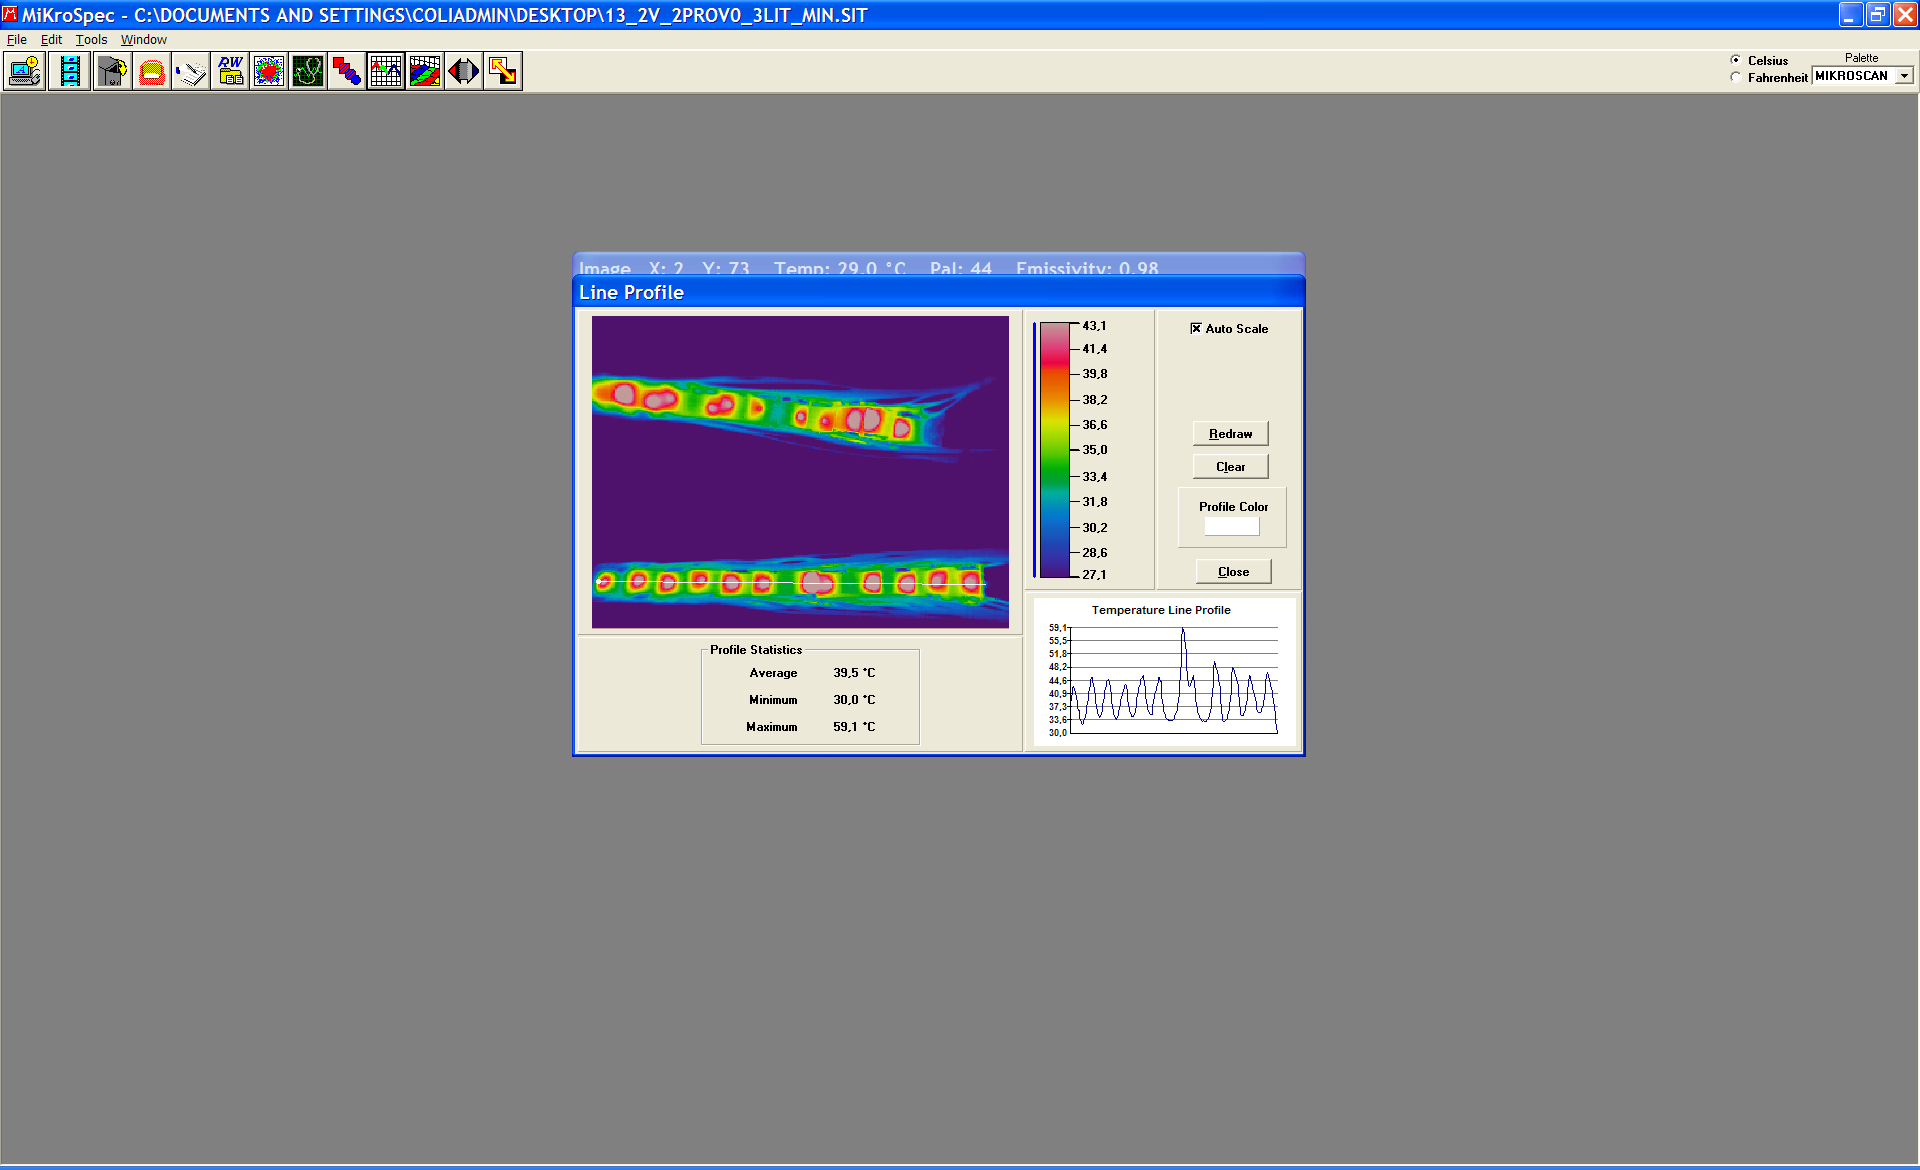 MiKroSpec - C:\DOCUMENTS AND SETTINGS\COLIADMIN\DESKTOP\13_2V_2PROV0_3LIT_MIN.SIT
File Edit Tools Window
RW
Celsius
Fahrenheit
Palette
MIKROSCAN
Image X: 2 Y: 73 Temp: 29.0 °C Pal: 44 Emissivity: 0.98
Line Profile
43,1
41,4
39,8
38,2
36,6
35,0
33,4
31,8
30,2
28,6
27,1
Auto Scale
Redraw
Clear
Profile Color
Close
Profile Statistics
Average 39,5 °C
Minimum 30,0 °C
Maximum 59,1 °C
Temperature Line Profile
59,1
55,5
51,8
48,2
44,6
40,9
37,3
33,6
30,0